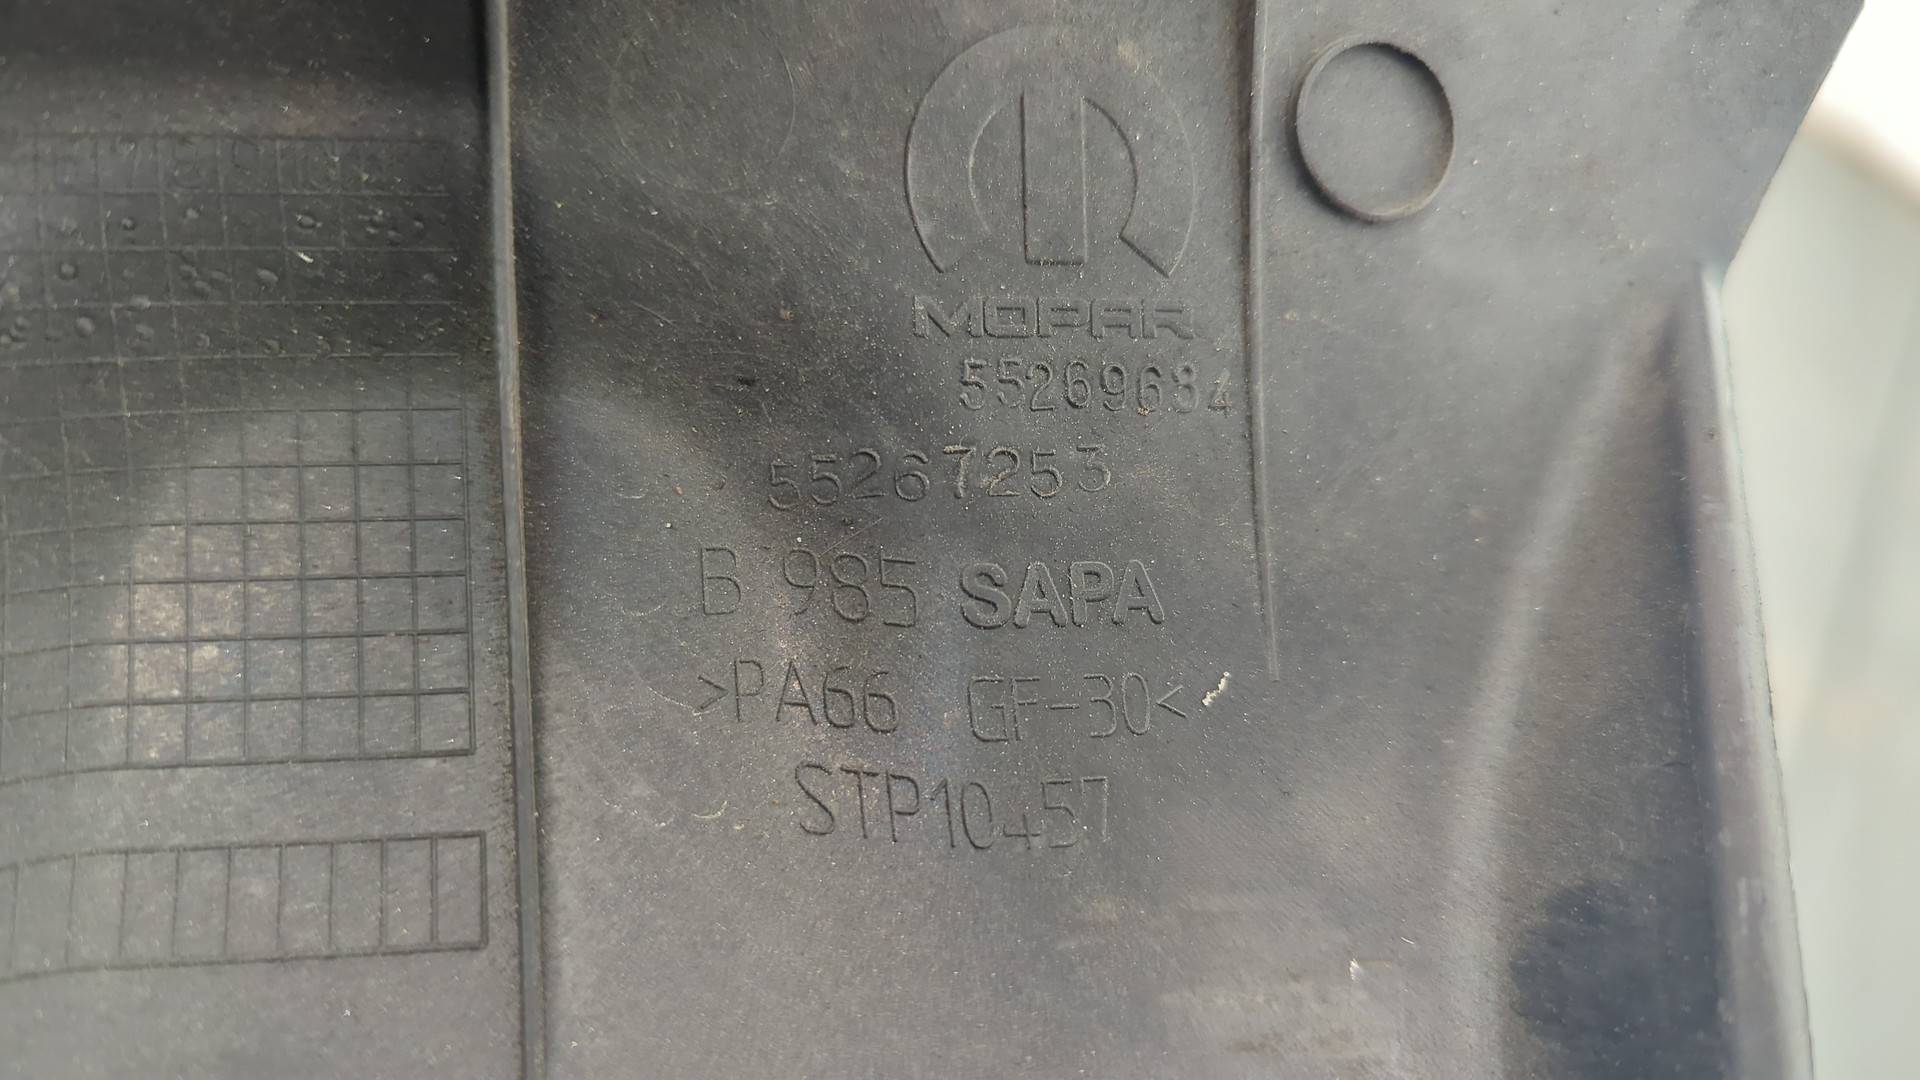 MOPAR
55269684
55267253
B 985 SAPA
>PA66 GF-30<
STP10457